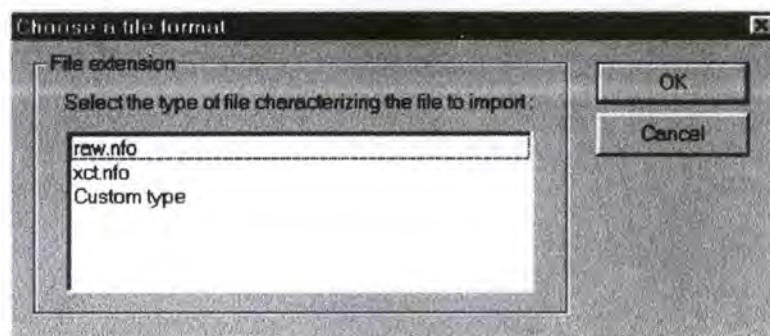 Choose a file format
File extension
Select the type of file characterizing the file to import :
raw.nfo
xct.nfo
Custom type
OK
Cancel